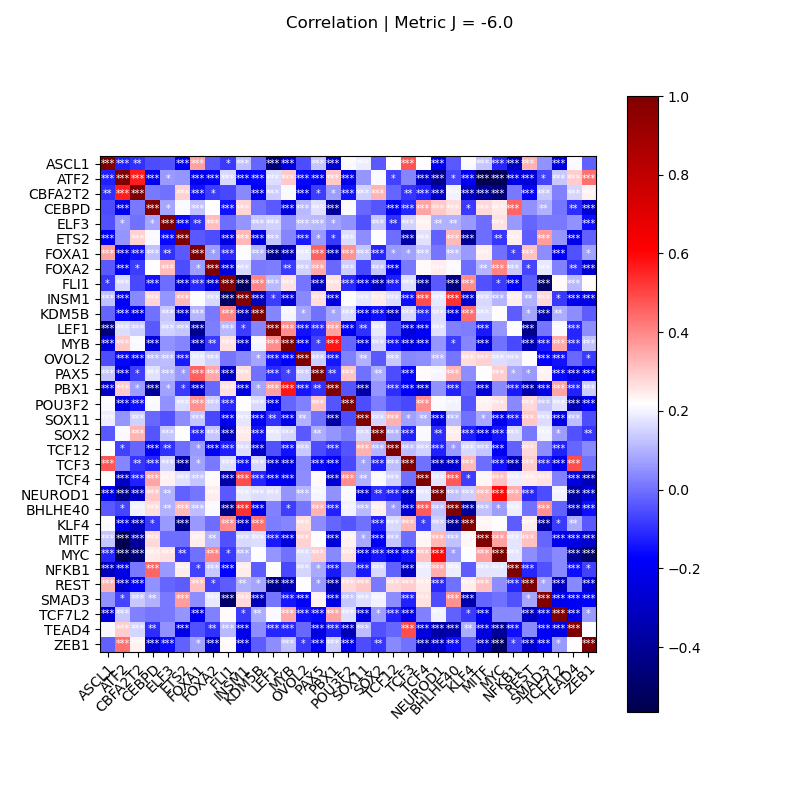 Correlation | Metric J = -6.0
ASCL1
ATF2
CBFA2T2
CEBPD
ELF3
ETS2
FOXA1
FOXA2
FLI1
INSM1
KDM5B
LEF1
MYB
OVOL2
PAX5
PBX1
POU3F2
SOX11
SOX2
TCF12
TCF3
TCF4
NEUROD1
BHLHE40
KLF4
MITF
MYC
NFKB1
REST
SMAD3
TCF7L2
TEAD4
ZEB1
ASCL1
ATF2
CBFA2T2
CEBPD
ELF3
ETS2
FOXA1
FOXA2
FLI1
INSM1
KDM5B
LEF1
MYB
OVOL2
PAX5
PBX1
POU3F2
SOX11
SOX2
TCF12
TCF3
TCF4
NEUROD1
BHLHE40
KLF4
MITF
MYC
NFKB1
REST
SMAD3
TCF7L2
TEAD4
ZEB1
1.0
0.8
0.6
0.4
0.2
0.0
−0.2
−0.4